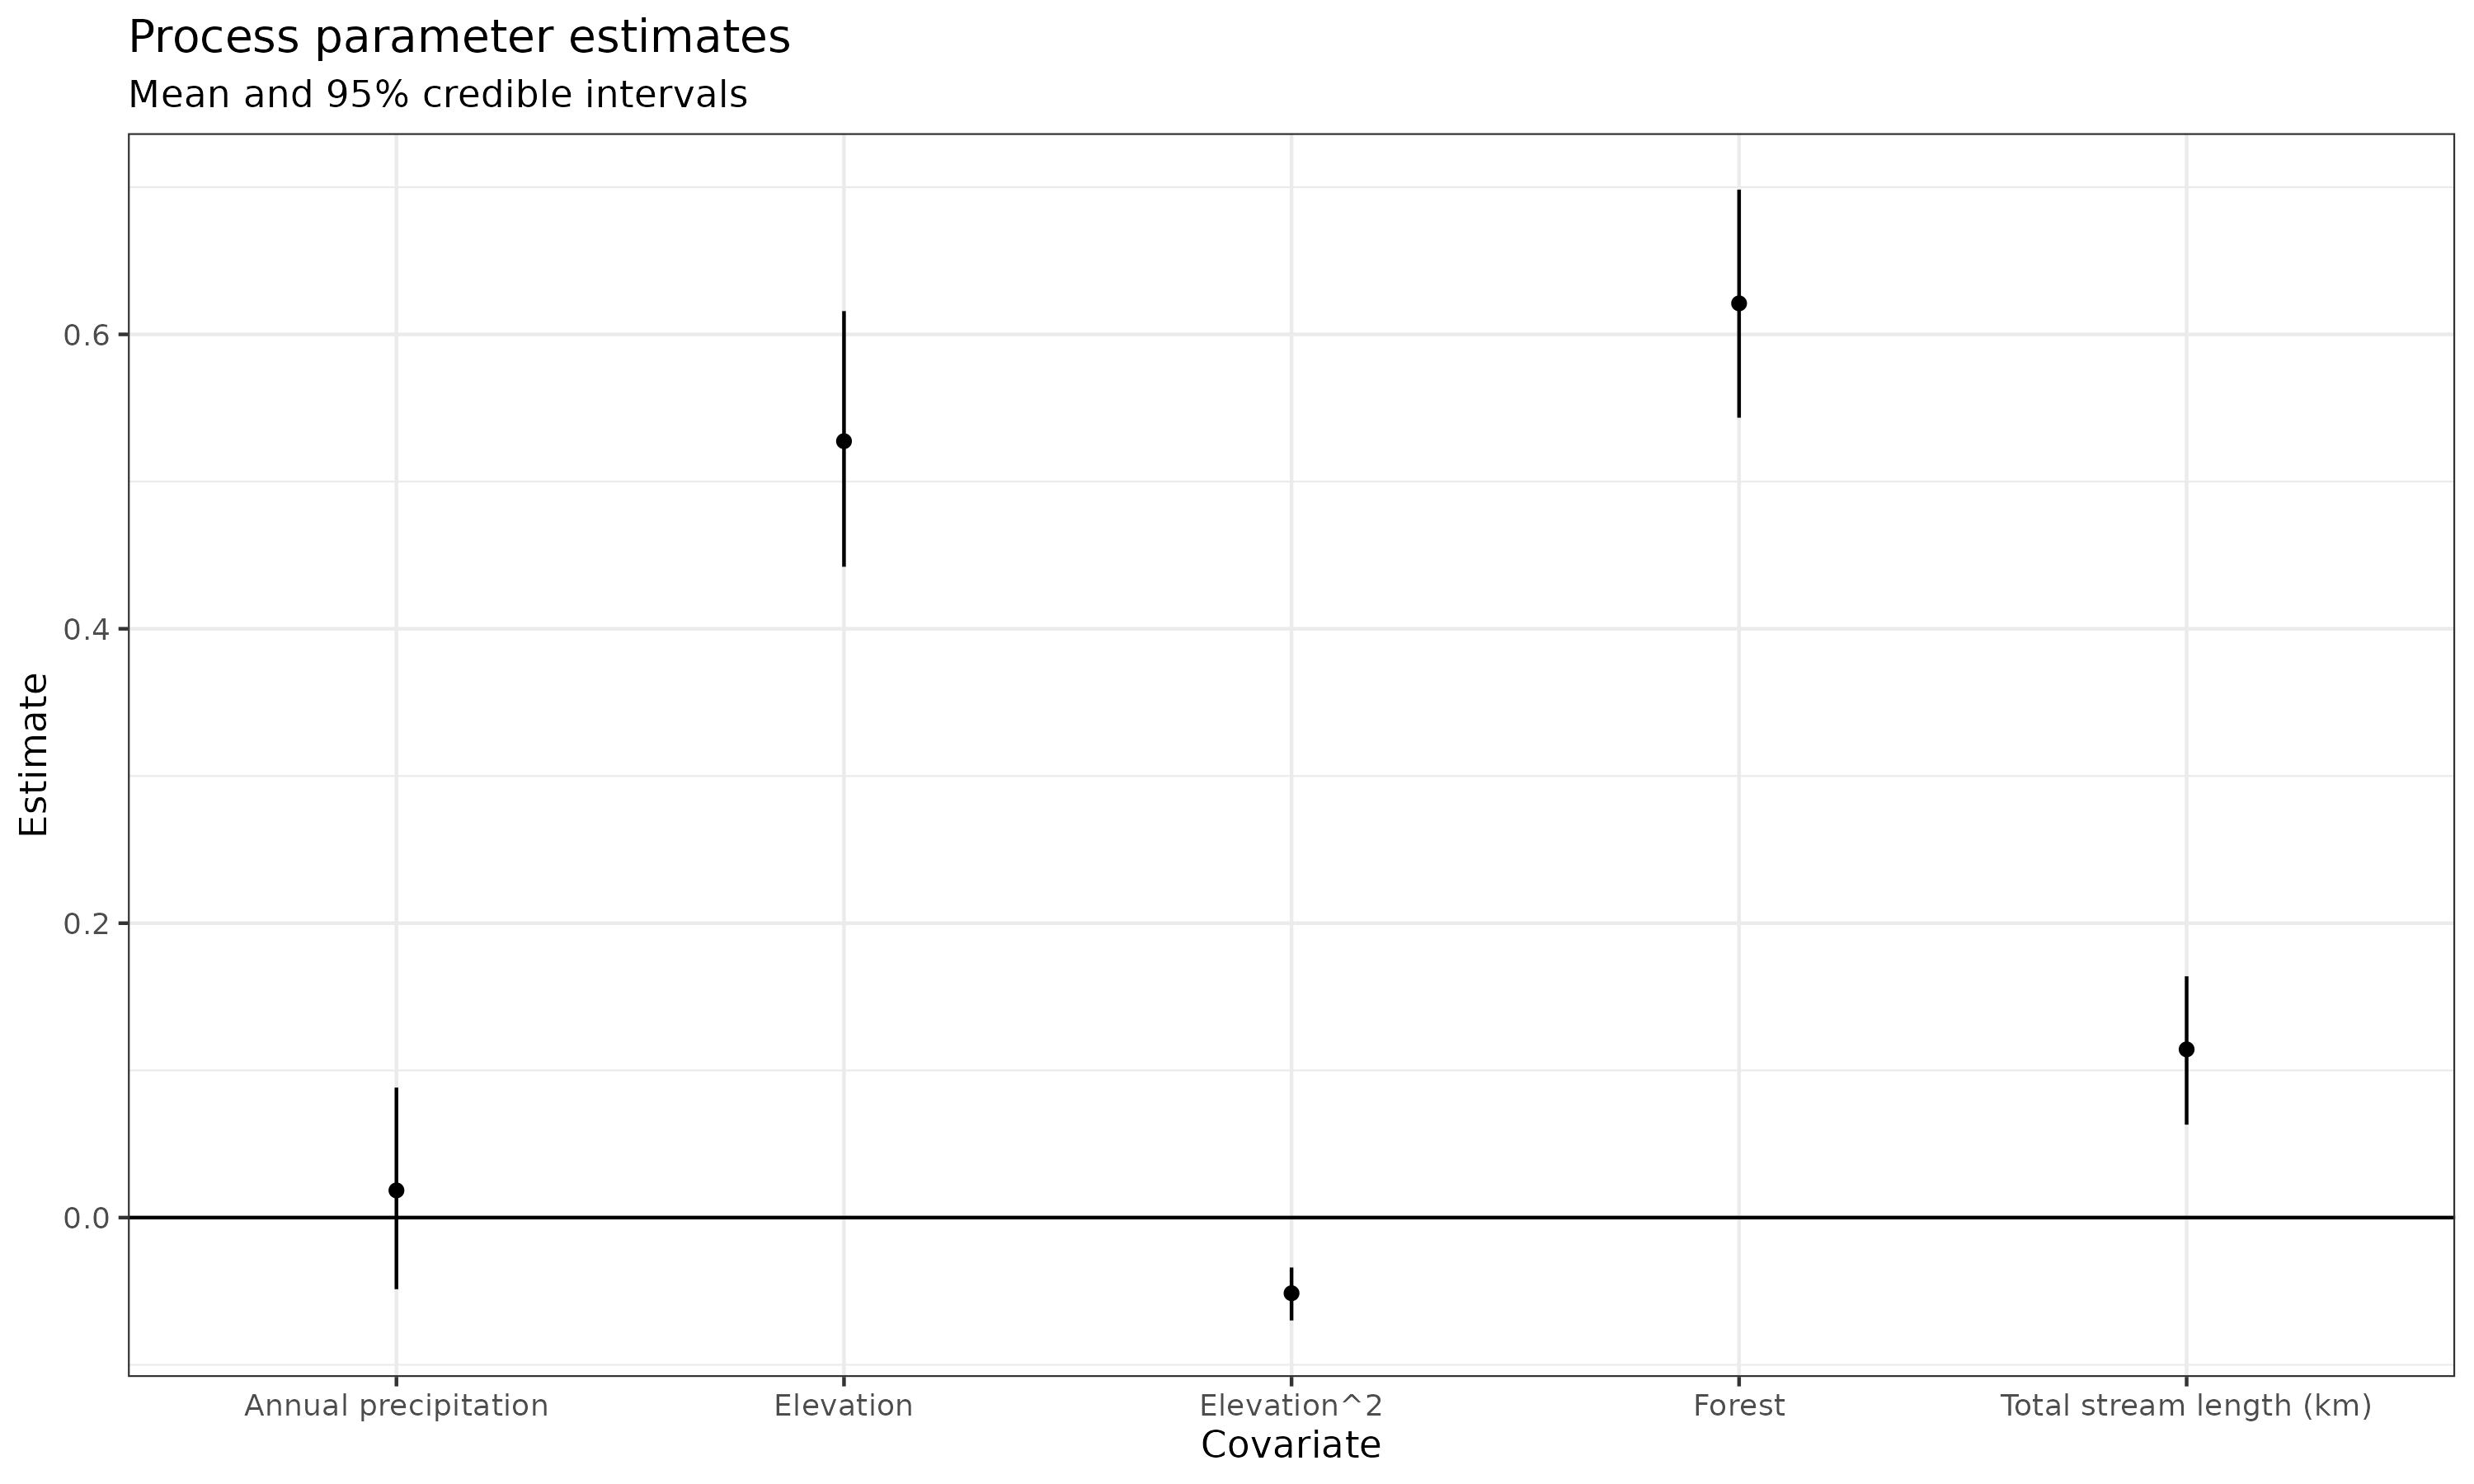 Process parameter estimates
Mean and 95% credible intervals
Estimate
0.6
0.4
0.2
0.0
Annual precipitation
Elevation
Elevation^2
Forest
Total stream length (km)
Covariate